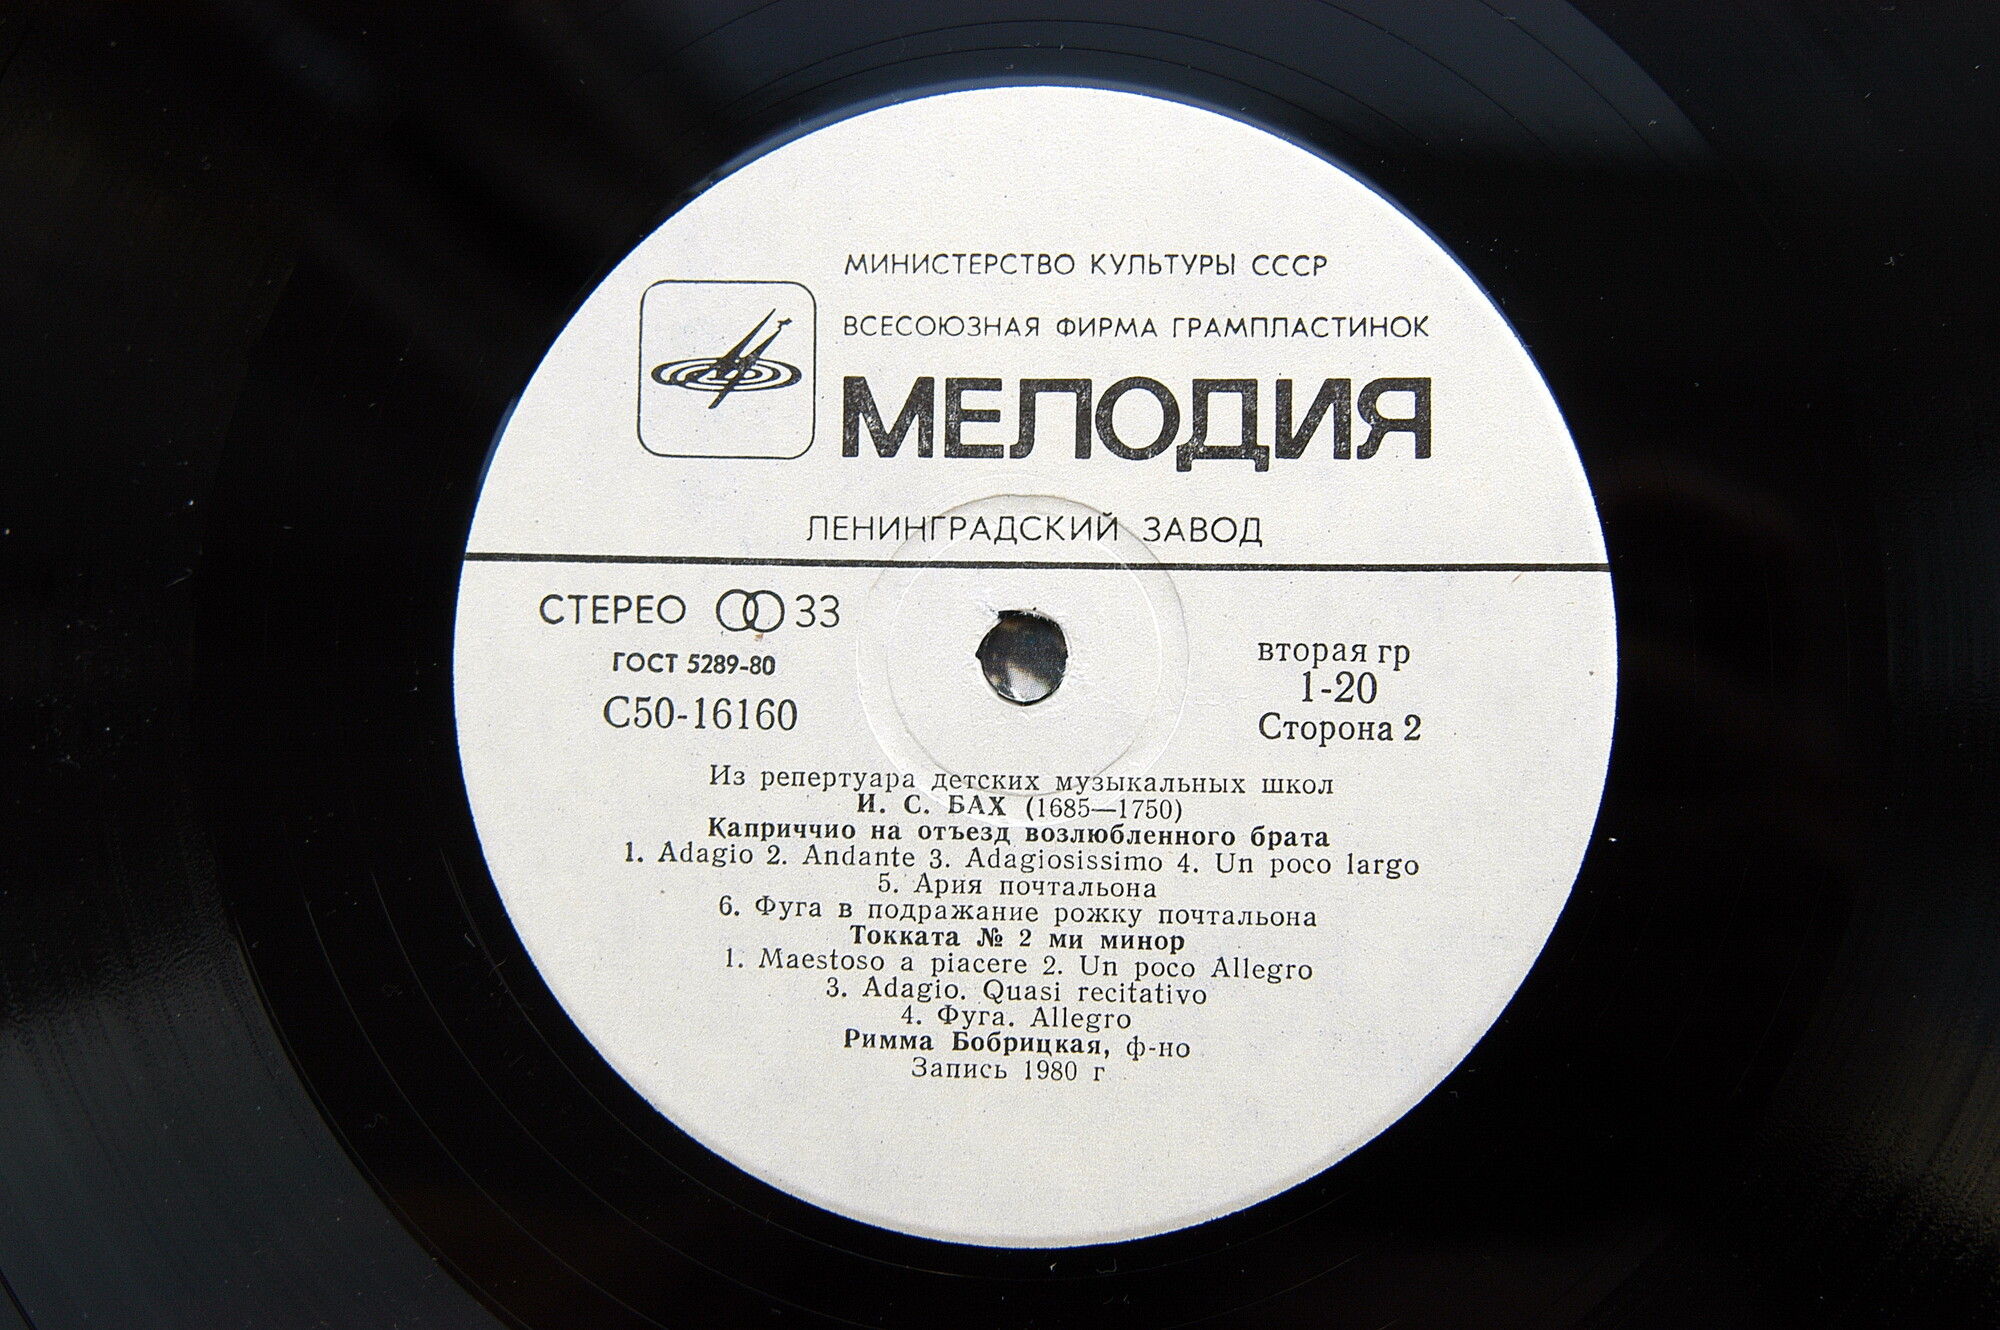 МИНИСТЕРСТВО КУЛЬТУРЫ СССР
ВСЕСОЮЗНАЯ ФИРМА ГРАМПЛАСТИНОК
МЕЛОДИЯ
ЛЕНИНГРАДСКИЙ ЗАВОД
СТЕРЕО 33
ГОСТ 5289-80
С50-16160
вторая гр
1-20
Сторона 2
Из репертуара детских музыкальных школ
И. С. БАХ (1685—1750)
Каприччио на отъезд возлюбленного брата
1. Adagio 2. Andante 3. Adagiosissimo 4. Un poco largo
5. Ария почтальона
6. Фуга в подражание рожку почтальона
Токката № 2 ми минор
1. Maestoso a piacere 2. Un poco Allegro
3. Adagio. Quasi recitativo
4. Фуга. Allegro
Римма Бобрицкая, ф-но
Запись 1980 г